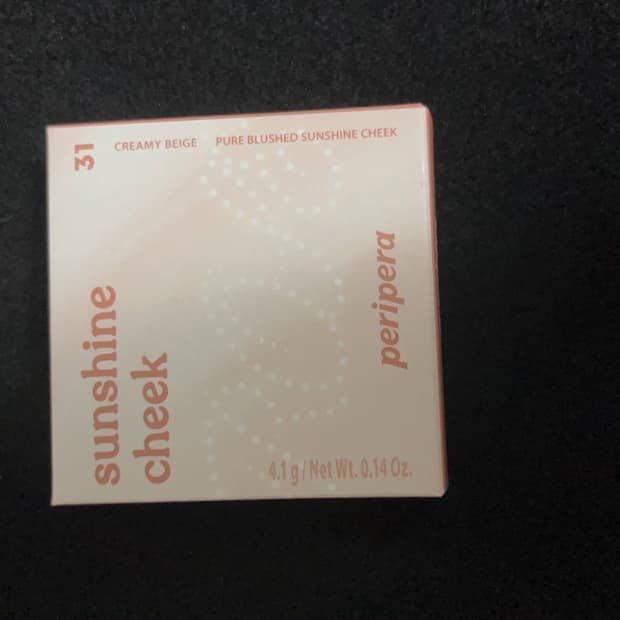 31
CREAMY BEIGE
PURE BLUSHED SUNSHINE CHEEK
sunshine
cheek
peripera
4.1 g / Net Wt. 0.14 Oz.